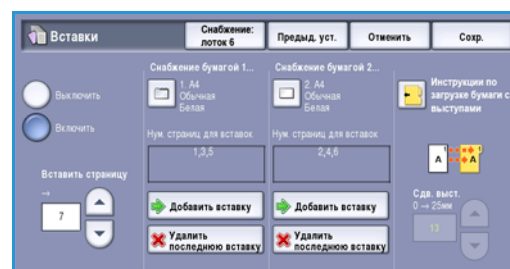 Вставки
Снабжение:
лоток 6
Предыд. уст.
Отменить
Сохр.
Выключить
Включить
Вставить страницу
→
7
Снабжение бумагой 1...
1. A4
Обычная
Белая
Нум. страниц для вставок
1,3,5
Добавить вставку
Удалить
последнюю вставку
Снабжение бумагой 2...
2. A4
Обычная
Белая
Нум. страниц для вставок
2,4,6
Добавить вставку
Удалить
последнюю вставку
Инструкции по
загрузке бумаги с
выступами
A 1 A 1
Сдв. выст.
0 → 25мм
13